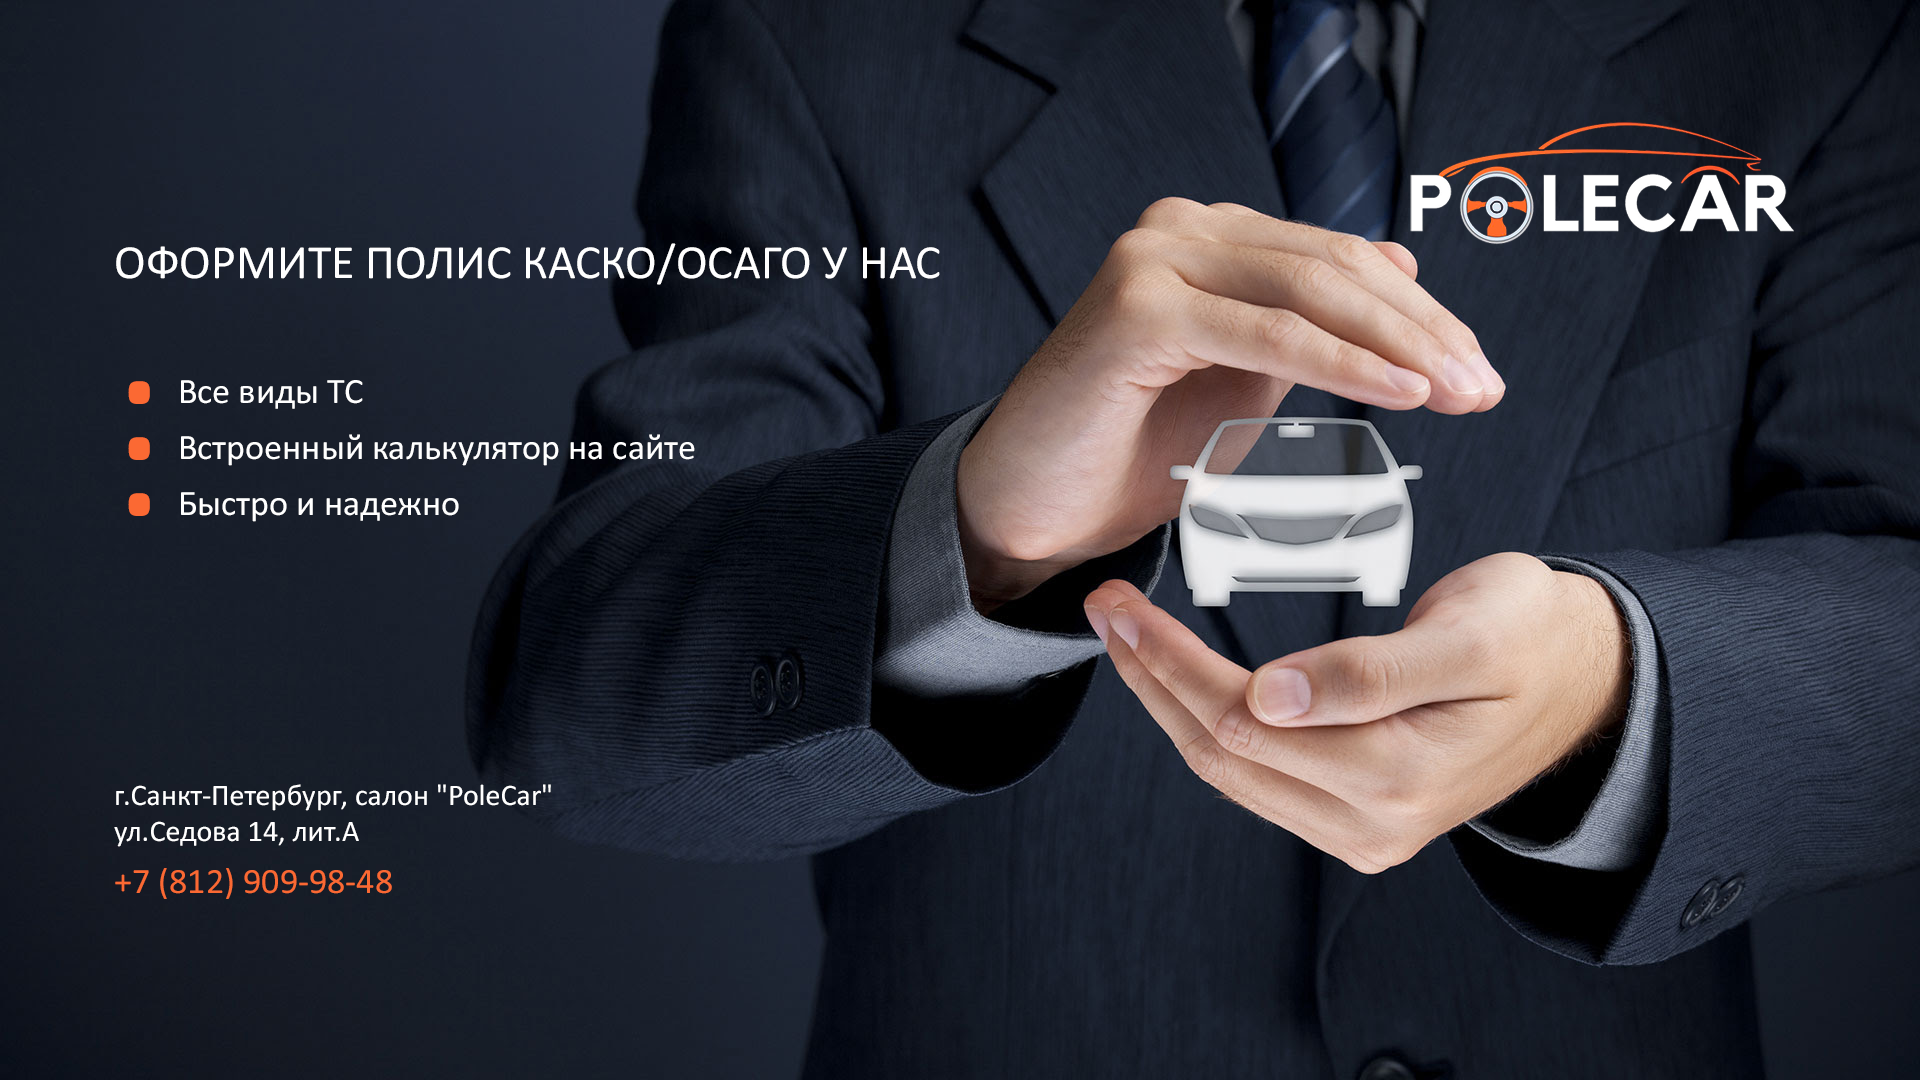 POLECAR
ОФОРМИТЕ ПОЛИС КАСКО/ОСАГО У НАС
Все виды ТС
Встроенный калькулятор на сайте
Быстро и надежно
г.Санкт-Петербург, салон "PoleCar"
ул.Седова 14, лит.А
+7 (812) 909-98-48